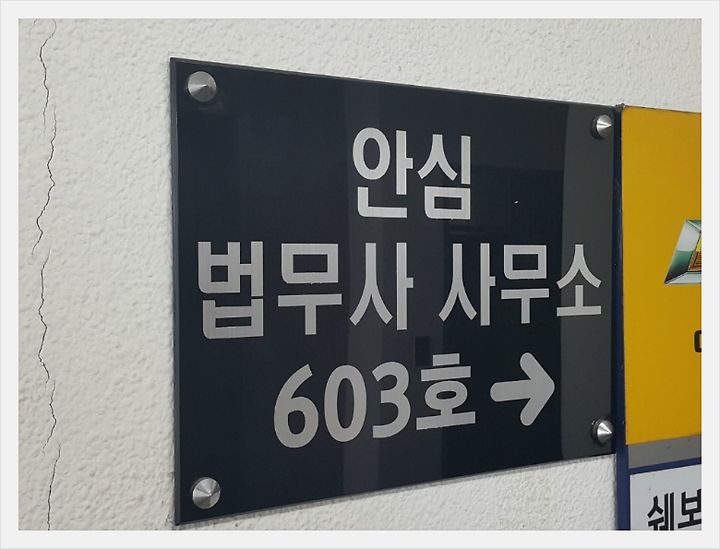 안심
법무사 사무소
603호 →